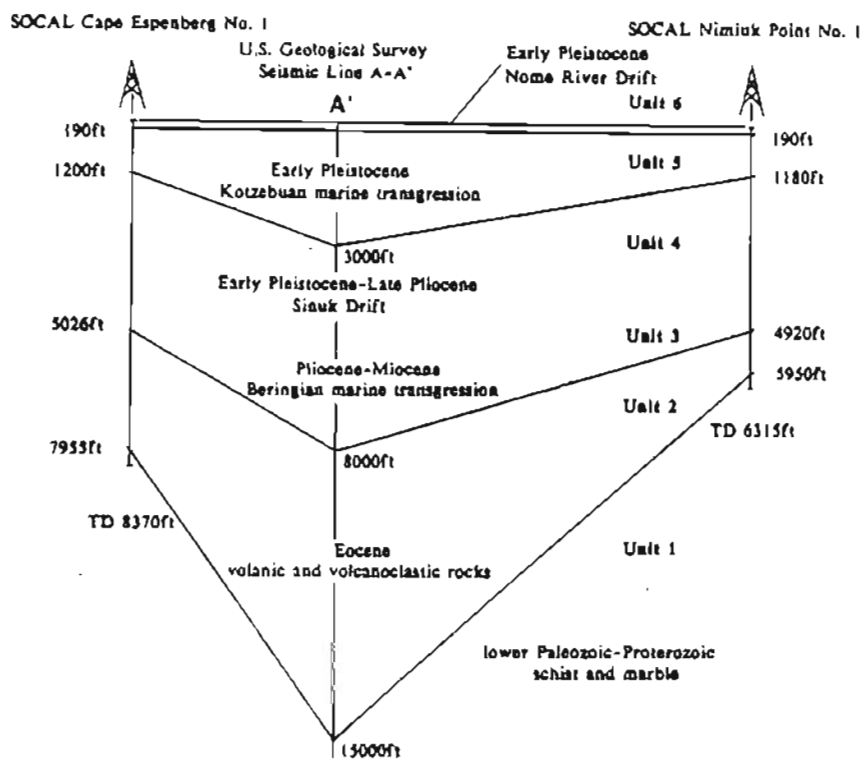 SOCAL Cape Espenberg No. 1
SOCAL Nimiuk Point No. 1
U.S. Geological Survey
Seismic Line A-A'
Early Pleistocene
Nome River Drift
A'
Unit 6
190ft
190ft
1200ft
Early Pleistocene
Kotzebuan marine transgression
Unit 5
1180ft
3000ft
Unit 4
Early Pleistocene-Late Pliocene
Sinuk Drift
5026ft
Unit 3
4920ft
Pliocene-Miocene
Beringian marine transgression
5950ft
Unit 2
TD 6315ft
7955ft
8000ft
TD 8370ft
Eocene
volanic and volcanoclastic rocks
Unit 1
lower Paleozoic-Proterozoic
schist and marble
15000ft